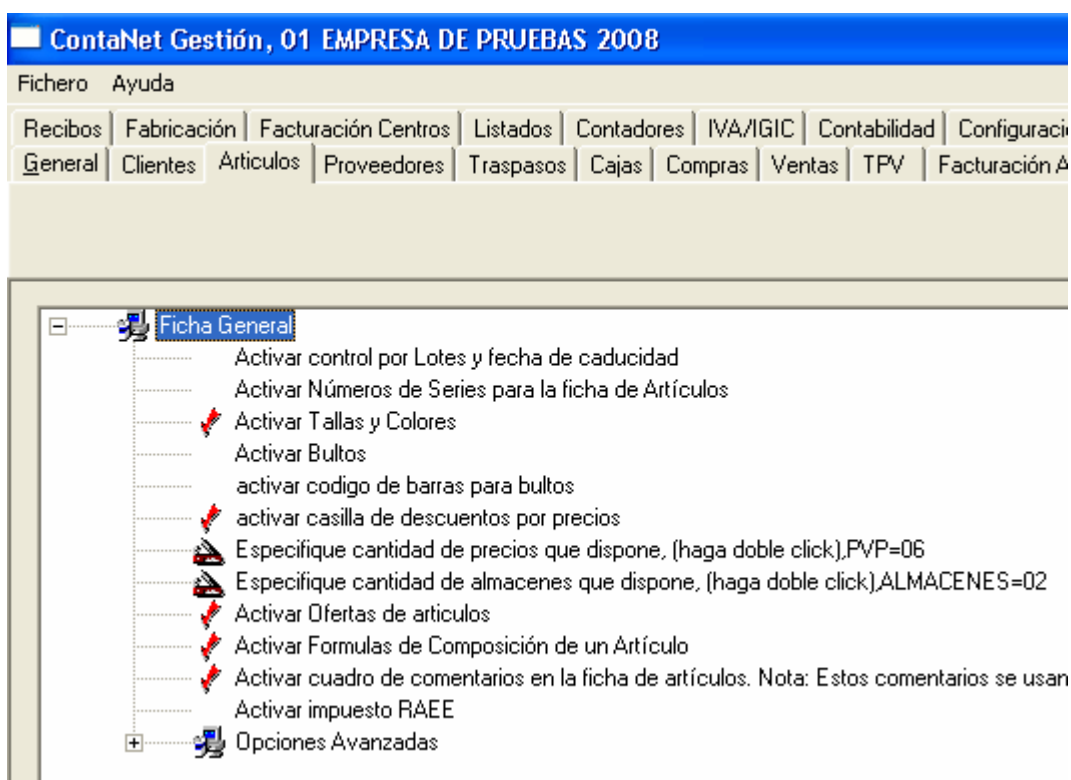 ContaNet Gestión, 01 EMPRESA DE PRUEBAS 2008
Fichero Ayuda
Recibos Fabricación Facturación Centros Listados Contadores IVA/IGIC Contabilidad Configuraci
General Clientes Articulos Proveedores Traspasos Cajas Compras Ventas TPV Facturación A
Ficha General
Activar control por Lotes y fecha de caducidad
Activar Números de Series para la ficha de Artículos
Activar Tallas y Colores
Activar Bultos
activar codigo de barras para bultos
activar casilla de descuentos por precios
Especifique cantidad de precios que dispone, (haga doble click),PVP=06
Especifique cantidad de almacenes que dispone, (haga doble click),ALMACENES=02
Activar Ofertas de articulos
Activar Formulas de Composición de un Artículo
Activar cuadro de comentarios en la ficha de artículos. Nota: Estos comentarios se usan
Activar impuesto RAEE
Opciones Avanzadas